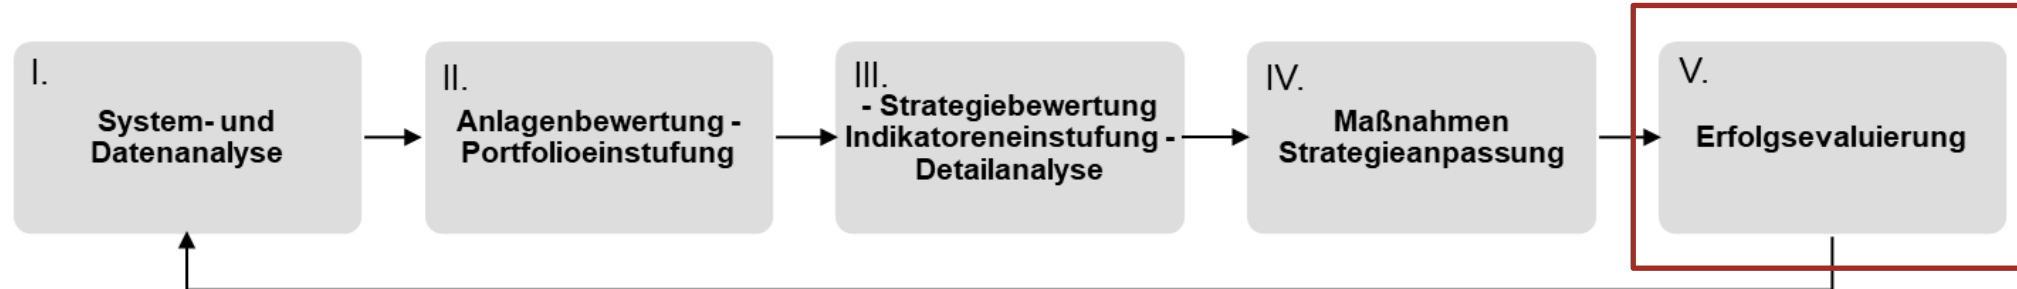 I.
System- und
Datenanalyse
II.
Anlagenbewertung -
Portfolioeinstufung
III.
- Strategiebewertung
Indikatoreneinstufung -
Detailanalyse
IV.
Maßnahmen
Strategieanpassung
V.
Erfolgsevaluierung